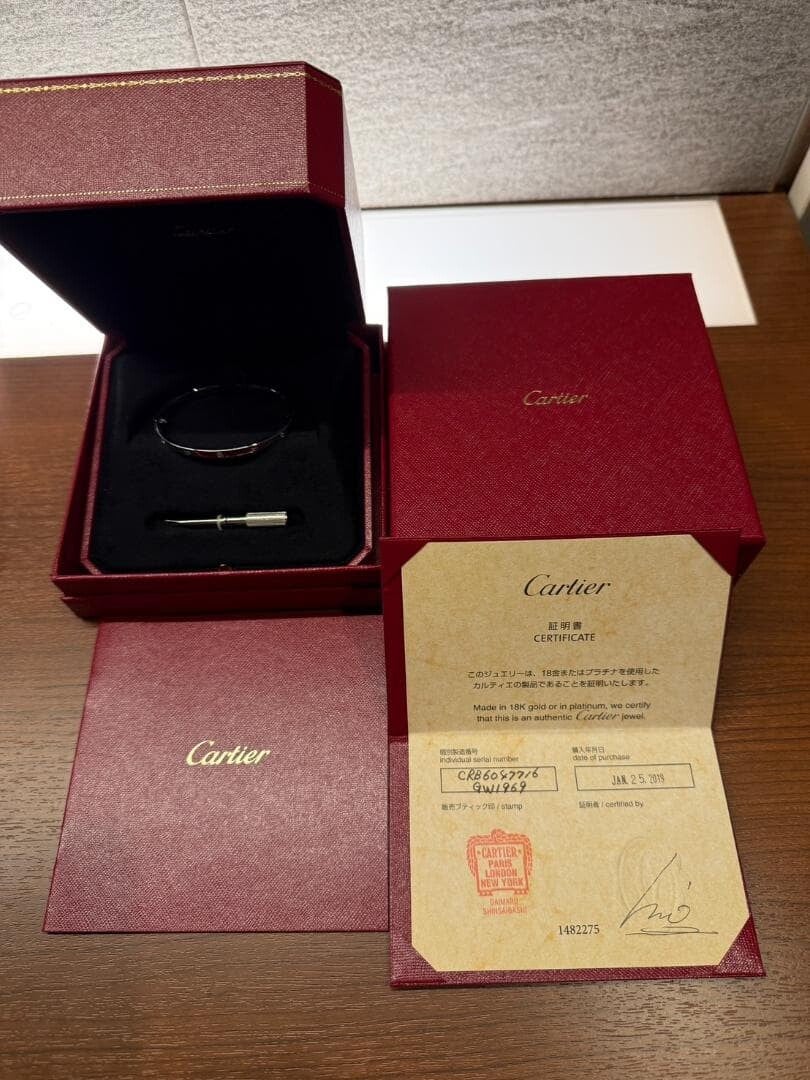 Cartier
Cartier
Cartier
Cartier
証明書
CERTIFICATE
このジュエリーは、18金またはプラチナを使用した
カルティエの製品であることを証明いたします。
Made in 18K gold or in platinum, we certify
that this is an authentic Cartier jewel.
個別製造番号
individual serial number
CRB6047716
QW1969
購入年月日
date of purchase
JAN. 25. 2019
販売ブティック印 / stamp
証明者 / certified by
CARTIER
PARIS
LONDON
NEW YORK
DAIMARU
SHINSAIBASHI
1482275